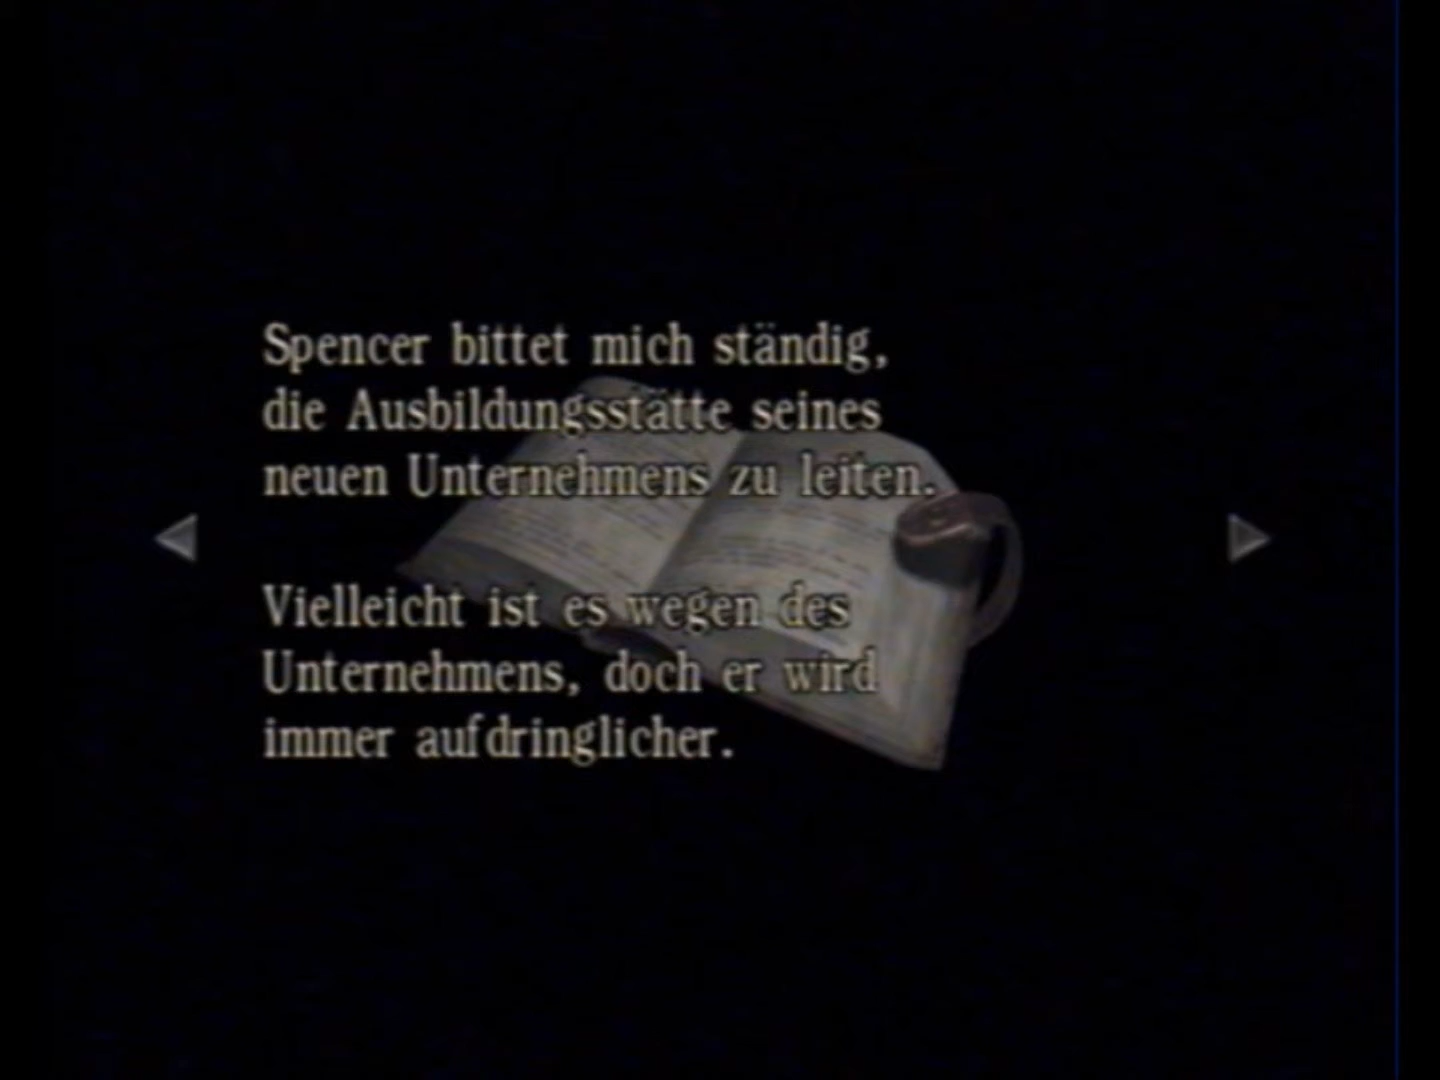 Spencer bittet mich ständig,
die Ausbildungsstätte seines
neuen Unternehmens zu leiten.
Vielleicht ist es wegen des
Unternehmens, doch er wird
immer aufdringlicher.